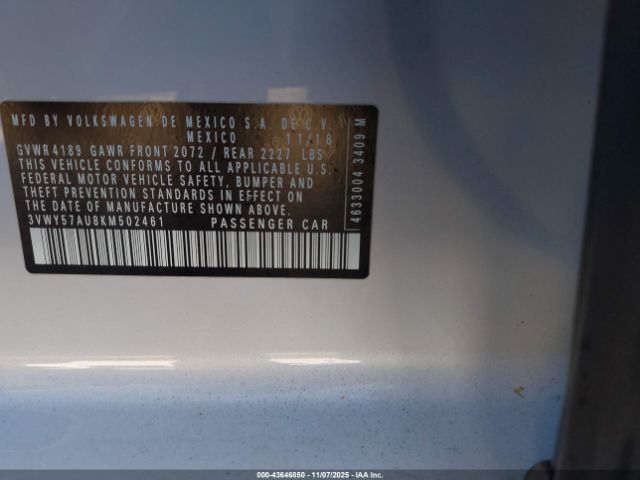 MFD BY VOLKSWAGEN DE MEXICO S.A. DE C.V.
MEXICO 11/18
GVWR4189 GAWR FRONT 2072 / REAR 2227 LBS
THIS VEHICLE CONFORMS TO ALL APPLICABLE U.S.
FEDERAL MOTOR VEHICLE SAFETY, BUMPER AND
THEFT PREVENTION STANDARDS IN EFFECT ON
THE DATE OF MANUFACTURE SHOWN ABOVE.
3VWY57AU8KM502461 PASSENGER CAR
4633004 3409 M
000-43646850 - 11/07/2025 - IAA Inc.